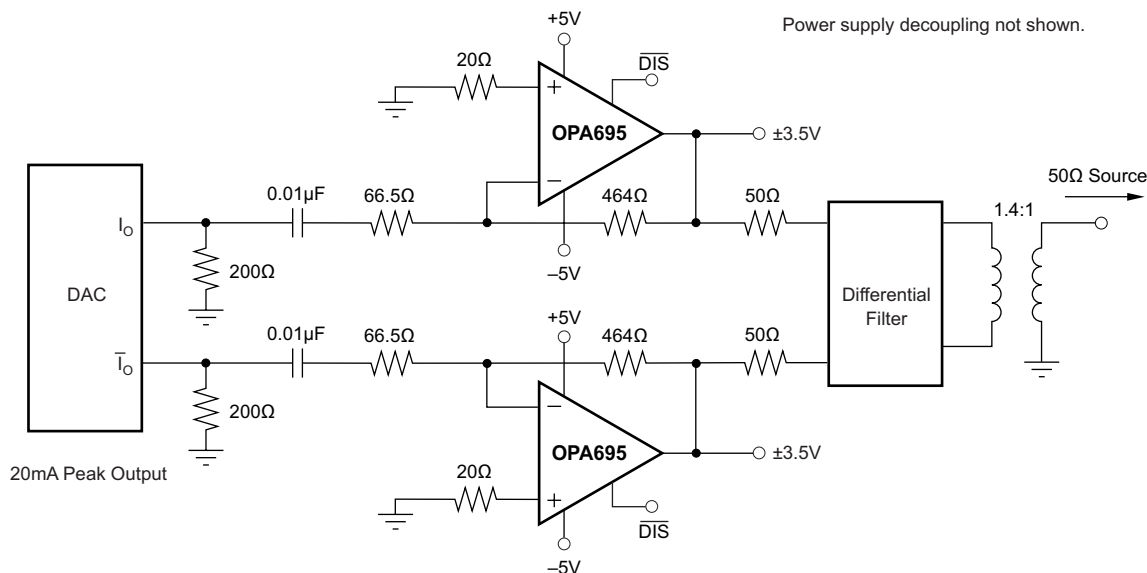 Power supply decoupling not shown.
+5V
20Ω
DIS
+
OPA695
±3.5V
–
50Ω Source
0.01µF
66.5Ω
464Ω
50Ω
1.4:1
I_O
–5V
200Ω
DAC
Differential
Filter
+5V
0.01µF
66.5Ω
464Ω
50Ω
I̅_O
–
200Ω
OPA695
±3.5V
20mA Peak Output
20Ω
+
DIS
–5V